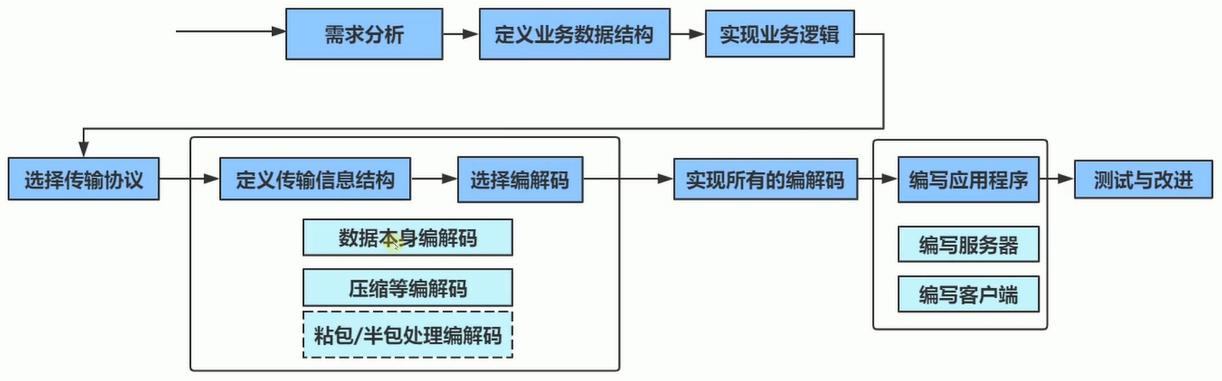 需求分析
定义业务数据结构
实现业务逻辑
选择传输协议
定义传输信息结构
选择编解码
数据本身编解码
压缩等编解码
粘包/半包处理编解码
实现所有的编解码
编写应用程序
编写服务器
编写客户端
测试与改进